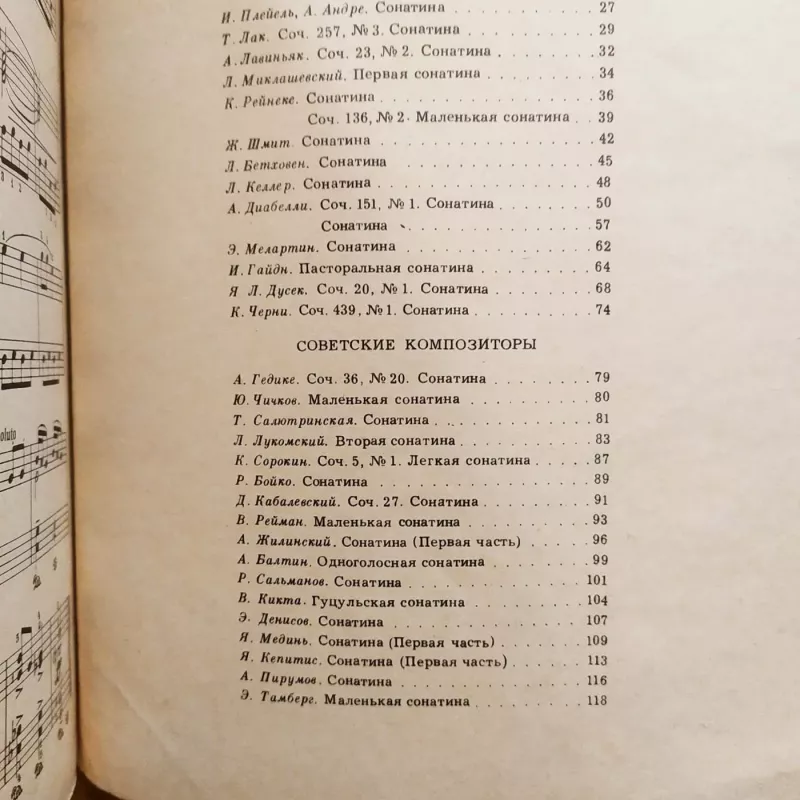 И. Плейель, А. Андре. Сонатина . . . . . . . . . . . . 27
Т. Лак. Соч. 257, № 3. Сонатина . . . . . . . . . . . 29
А. Лавиньяк. Соч. 23, № 2. Сонатина . . . . . . . . 32
Л. Миклашевский. Первая сонатина . . . . . . . . . 34
К. Рейнеке. Сонатина . . . . . . . . . . . . . . . . 36
Соч. 136, № 2. Маленькая сонатина . . 39
Ж. Шмит. Сонатина . . . . . . . . . . . . . . . . . 42
Л. Бетховен. Сонатина . . . . . . . . . . . . . . . 45
Л. Келлер. Сонатина . . . . . . . . . . . . . . . . 48
А. Диабелли. Соч. 151, № 1. Сонатина . . . . . . . . 50
Сонатина . . . . . . . . . . . . . . 57
Э. Мелартин. Сонатина . . . . . . . . . . . . . . . 62
И. Гайдн. Пасторальная сонатина . . . . . . . . . . 64
Я Л. Дусек. Соч. 20, № 1. Сонатина . . . . . . . . . 68
К. Черни. Соч. 439, № 1. Сонатина . . . . . . . . . . 74
СОВЕТСКИЕ КОМПОЗИТОРЫ
А. Гедике. Соч. 36, № 20. Сонатина . . . . . . . . . 79
Ю. Чичков. Маленькая сонатина . . . . . . . . . . . 80
Т. Салютринская. Сонатина . . . . . . . . . . . . . 81
Л. Лукомский. Вторая сонатина . . . . . . . . . . . 83
К. Сорокин. Соч. 5, № 1. Легкая сонатина . . . . . 87
Р. Бойко. Сонатина . . . . . . . . . . . . . . . . . 89
Д. Кабалевский. Соч. 27. Сонатина . . . . . . . . . 91
В. Рейман. Маленькая сонатина . . . . . . . . . . . 93
А. Жилинский. Сонатина (Первая часть) . . . . . 96
А. Балтин. Одноголосная сонатина . . . . . . . . . 99
Р. Сальманов. Сонатина . . . . . . . . . . . . . . 101
В. Кикта. Гуцульская сонатина . . . . . . . . . . 104
Э. Денисов. Сонатина . . . . . . . . . . . . . . . 107
Я. Мединь. Сонатина (Первая часть) . . . . . . . . 109
Я. Кепитис. Сонатина (Первая часть) . . . . . . . 113
А. Пирумов. Сонатина . . . . . . . . . . . . . . . 116
Э. Тамберг. Маленькая сонатина . . . . . . . . . . 118